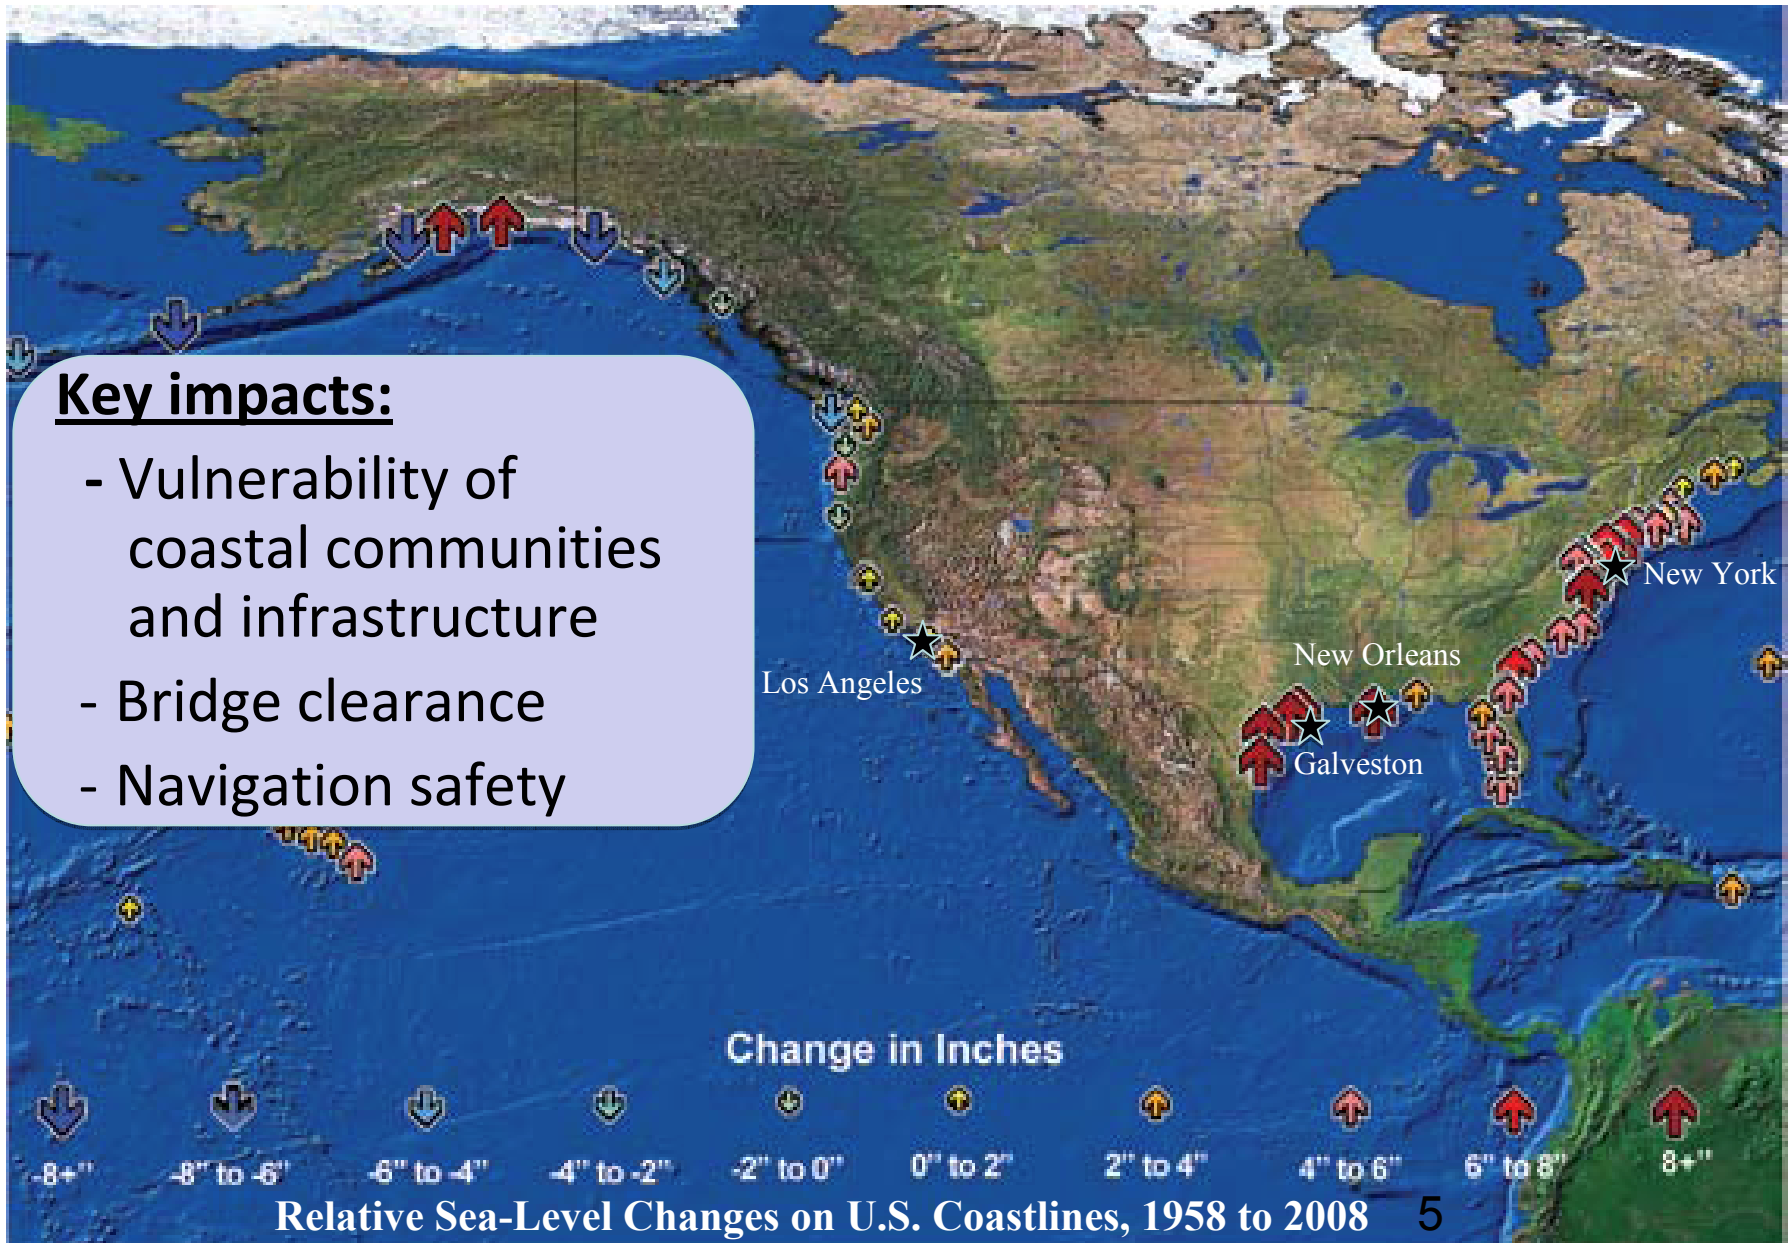 Key impacts:
- Vulnerability of
coastal communities
and infrastructure
- Bridge clearance
- Navigation safety
New York
New Orleans
Los Angeles
Galveston
Change in Inches
-8+" -8" to -6" -6" to -4" -4" to -2" -2" to 0" 0" to 2" 2" to 4" 4" to 6" 6" to 8" 8+"
Relative Sea-Level Changes on U.S. Coastlines, 1958 to 2008 5